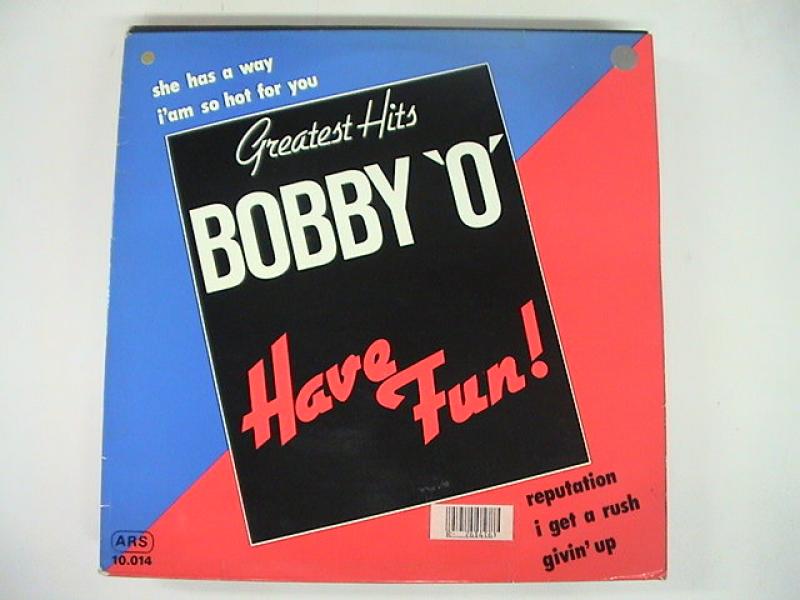 she has a way
i'am so hot for you
Greatest Hits
BOBBY 'O'
Have
Fun!
reputation
i get a rush
givin' up
ARS
10.014